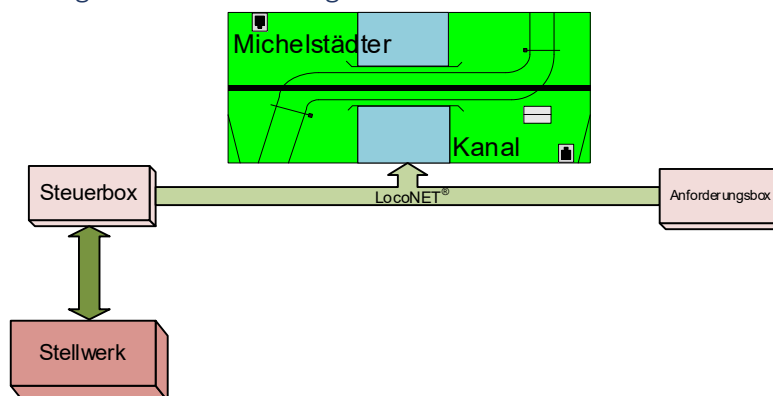 Michelstädter
Kanal
Steuerbox
LocoNET®
Anforderungsbox
Stellwerk